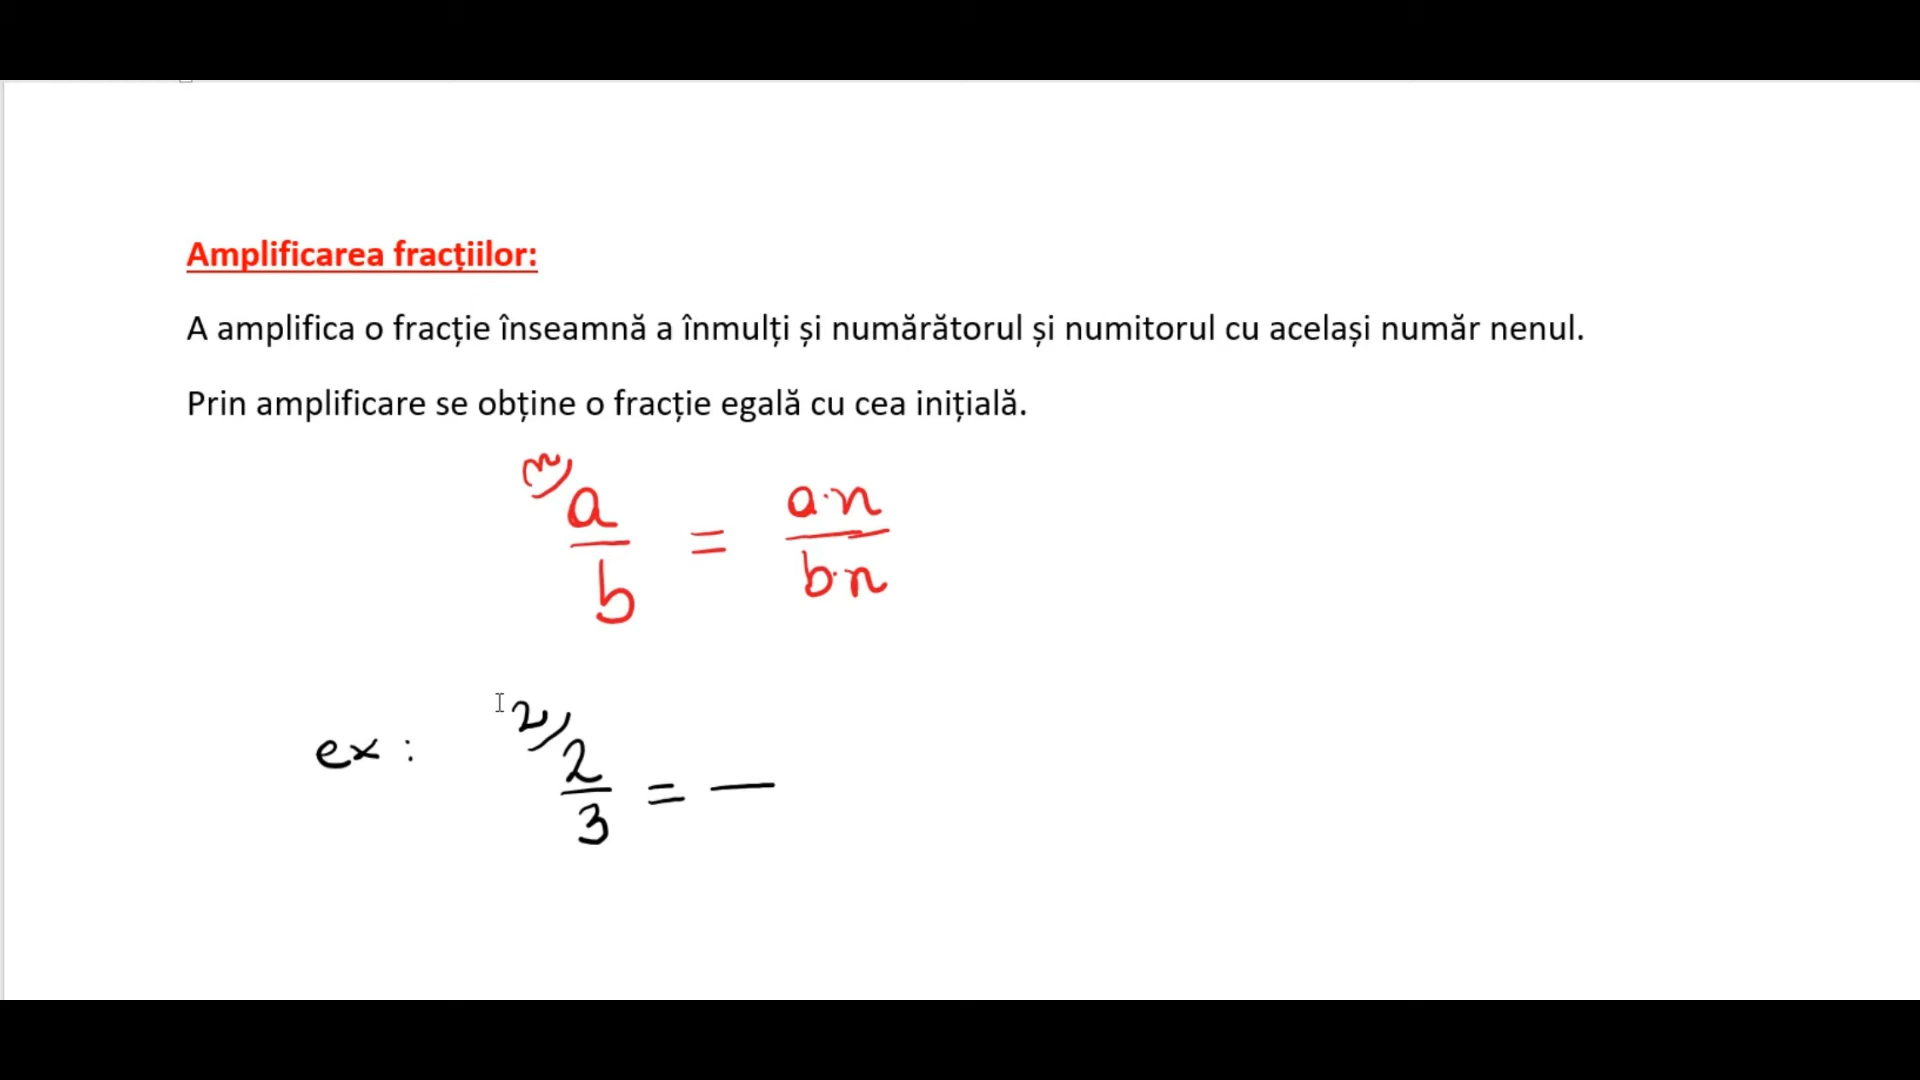 Amplificarea fracțiilor:
A amplifica o fracție înseamnă a înmulți și numărătorul și numitorul cu același număr nenul.
Prin amplificare se obține o fracție egală cu cea inițială.
n) a/b = a·n/b·n
ex: 2) 2/3 = —